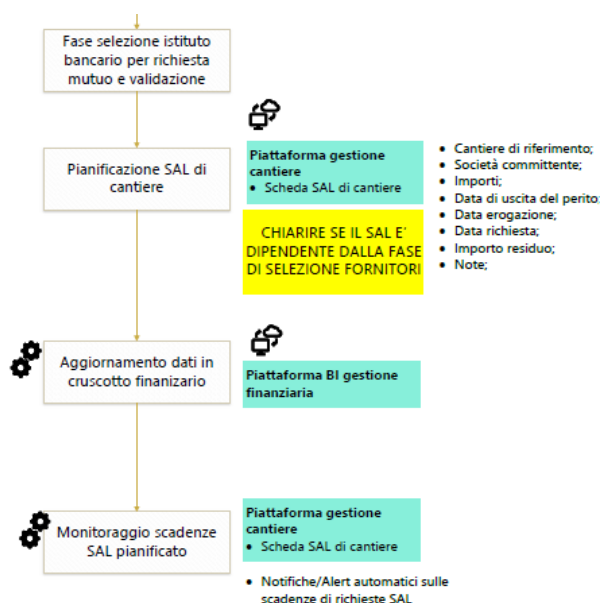 Fase selezione istituto
bancario per richiesta
mutuo e validazione
Pianificazione SAL di
cantiere
Piattaforma gestione
cantiere
• Scheda SAL di cantiere
• Cantiere di riferimento;
• Società committente;
• Importi;
• Data di uscita del perito;
• Data erogazione;
• Data richiesta;
• Importo residuo;
• Note;
CHIARIRE SE IL SAL E'
DIPENDENTE DALLA FASE
DI SELEZIONE FORNITORI
Aggiornamento dati in
cruscotto finanizario
Piattaforma BI gestione
finanziaria
Monitoraggio scadenze
SAL pianificato
Piattaforma gestione
cantiere
• Scheda SAL di cantiere
• Notifiche/Alert automatici sulle
scadenze di richieste SAL